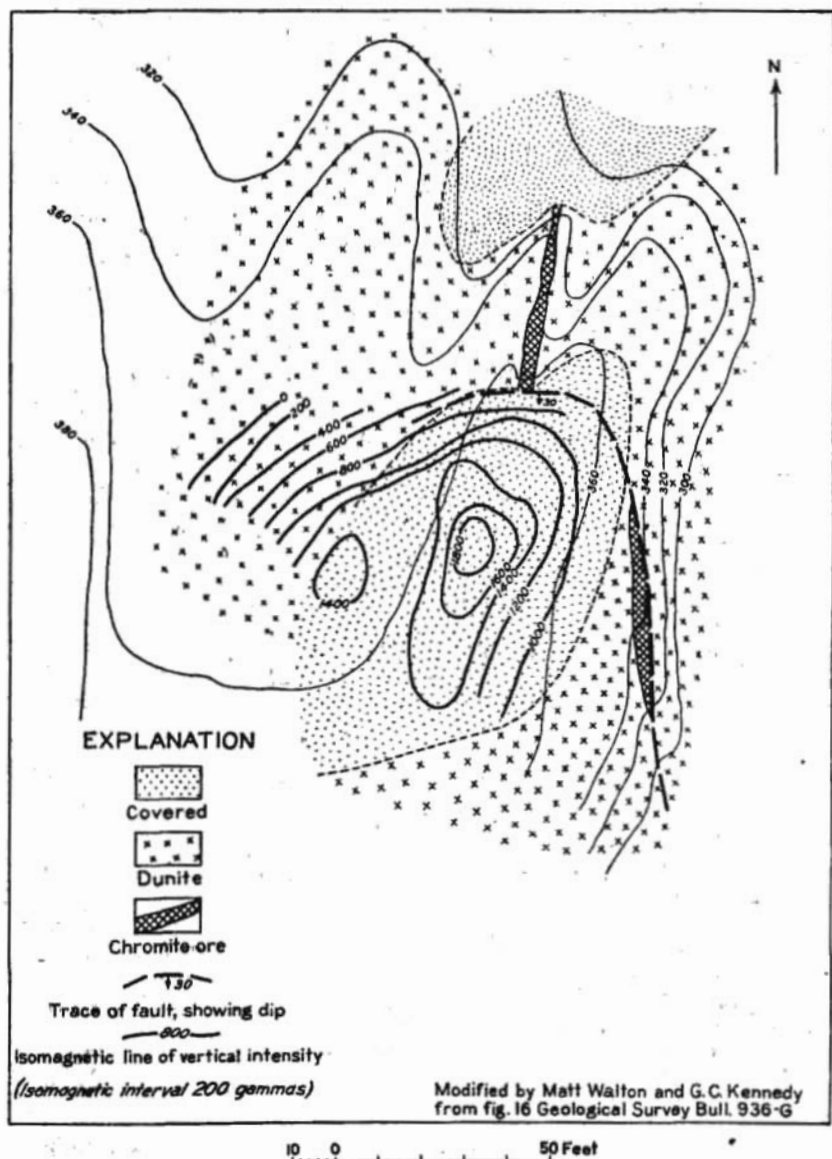 N
320
340
360
380
0
200
400
600
800
30
360
340
320
300
1400
1800
1600
1400
1200
1000
EXPLANATION
Covered
Dunite
Chromite ore
30
Trace of fault, showing dip
800
Isomagnetic line of vertical intensity
(Isomagnetic interval 200 gammas)
Modified by Matt Walton and G.C. Kennedy
from fig. 16 Geological Survey Bull. 936-G
10 0 50 Feet